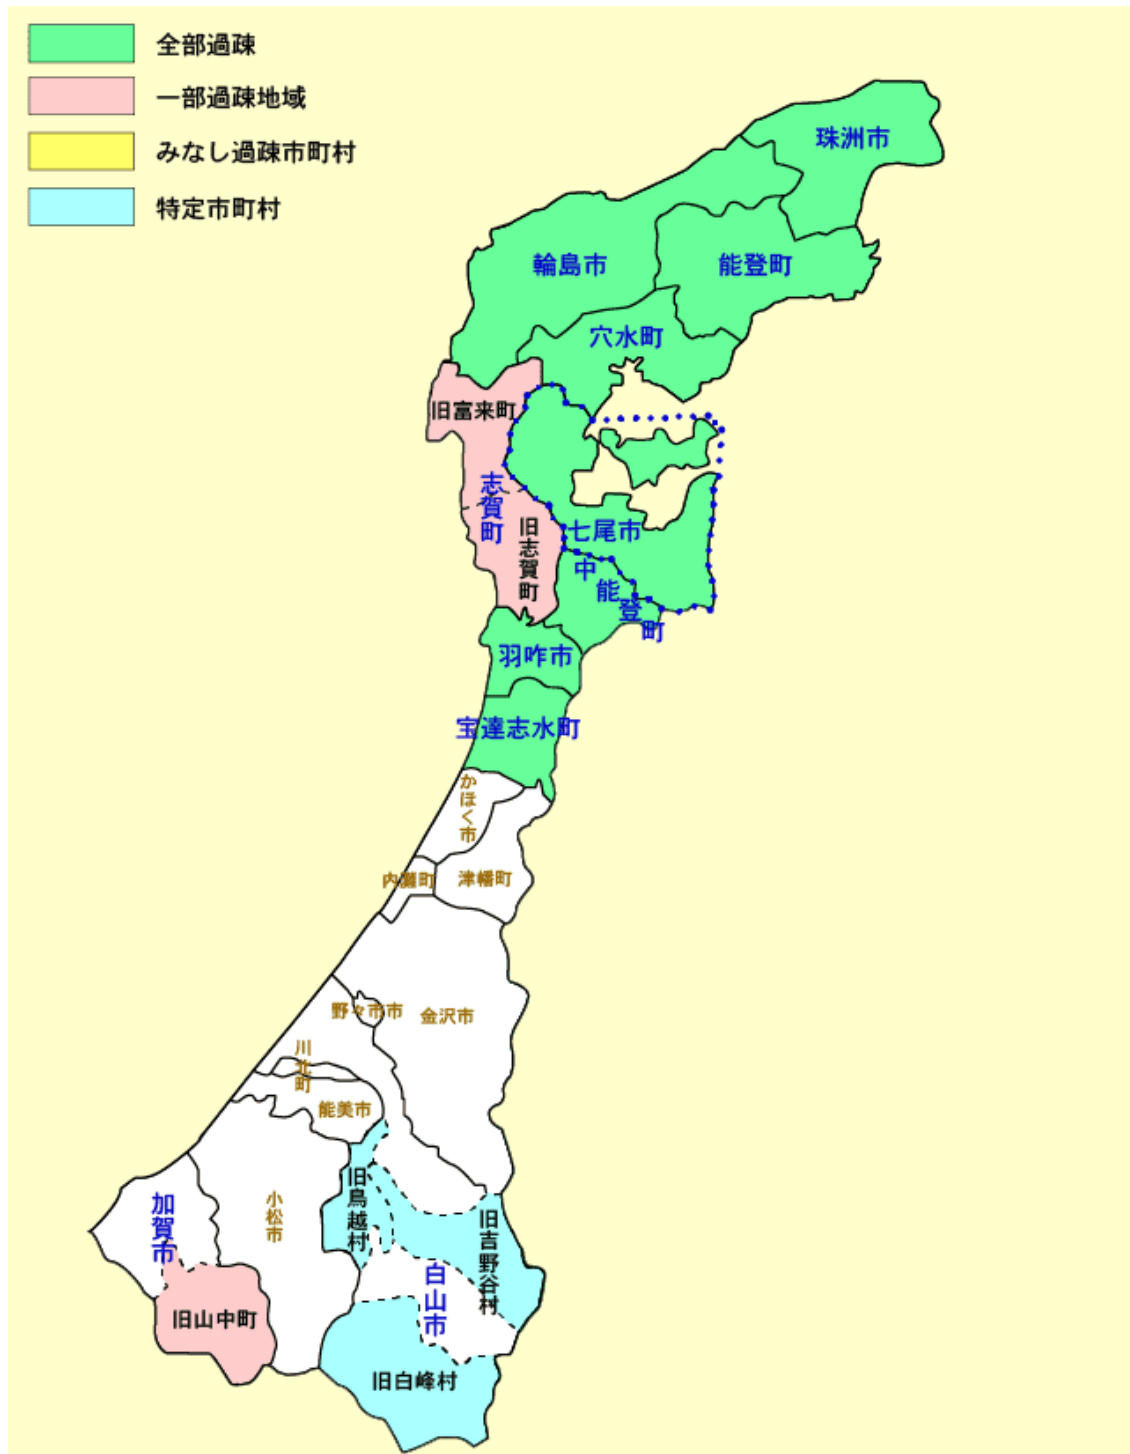 全部過疎
一部過疎地域
みなし過疎市町村
特定市町村
珠洲市
輪島市
能登町
穴水町
旧富来町
志賀町
旧志賀町
七尾市
中能登町
羽咋市
宝達志水町
かほく市
内灘町
津幡町
野々市市
金沢市
川北町
能美市
小松市
加賀市
旧山中町
旧鳥越村
旧吉野谷村
白山市
旧白峰村